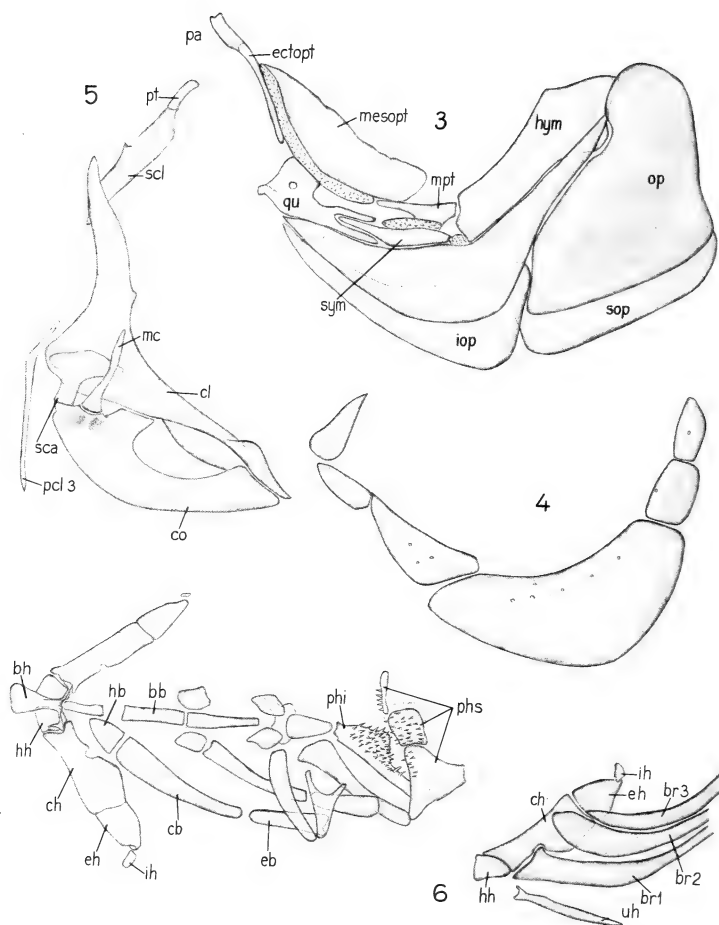 pa
ectopt
5
pt
mesopt
3
hym
scl
op
qu
mpt
sym
sop
mc
iop
cl
sca
pcl 3
co
4
bh
hb
bb
phi
phs
hh
ch
cb
eh
ih
eb
ih
eh
ch
br3
br2
hh
br1
6
uh